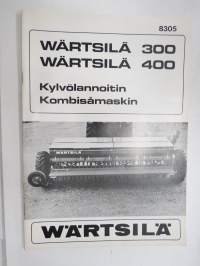 8305
WÄRTSILÄ 300
WÄRTSILÄ 400
Kylvölannoitin
Kombisåmaskin
WÄRTSILÄ
WÄRTSILÄ